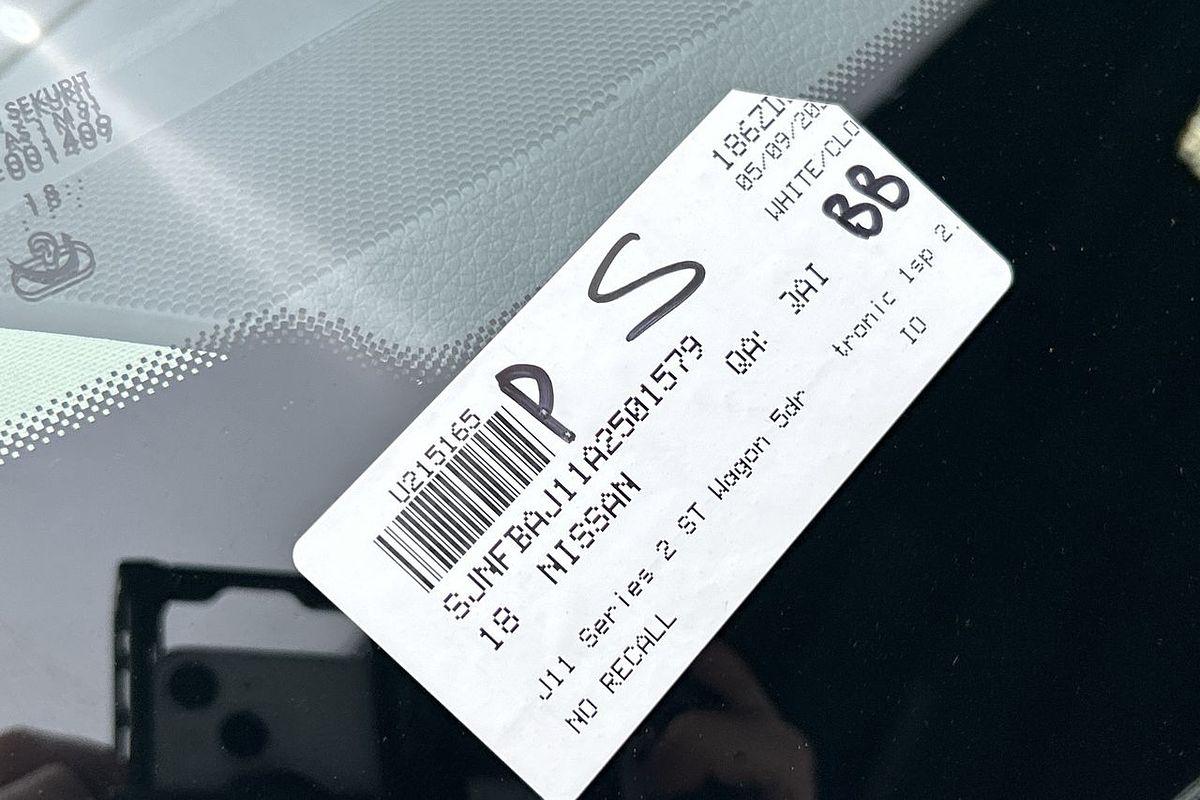 SEKURIT
18
186ZI
05/09/20
WHITE/CLO
BB
S
P
U215165
SJNFBAJ11A2501579
18 NISSAN QA! JAI
J11 Series 2 ST Wagon 5dr tronic 1sp 2.
NO RECALL IO